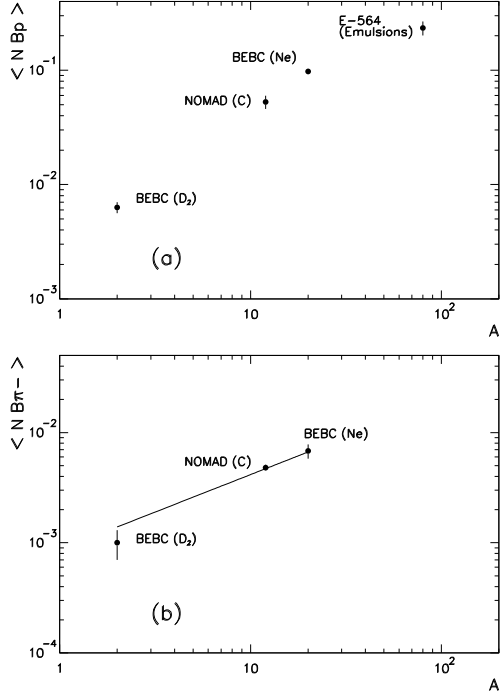 < N Bp >
E-564
(Emulsions)
BEBC (Ne)
10⁻¹
NOMAD (C)
10⁻²
BEBC (D₂)
(a)
10⁻³
1
10
10²
A
< N Bπ− >
10⁻²
BEBC (Ne)
NOMAD (C)
10⁻³
BEBC (D₂)
(b)
10⁻⁴
1
10
10²
A